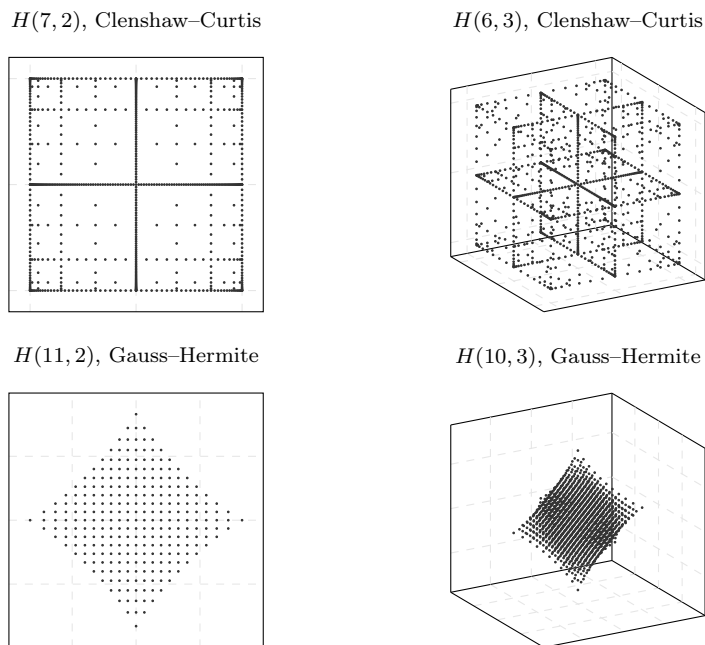 H(7, 2), Clenshaw–Curtis
H(6, 3), Clenshaw–Curtis
H(11, 2), Gauss–Hermite
H(10, 3), Gauss–Hermite